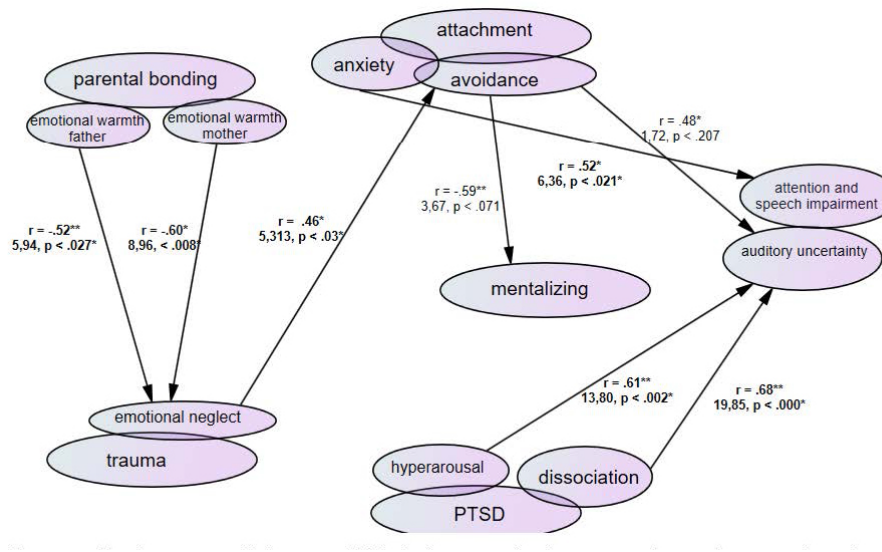 attachment
anxiety
avoidance
parental bonding
emotional warmth
father
emotional warmth
mother
r = .48*
1,72, p < .207
r = .52*
6,36, p < .021*
attention and
speech impairment
r = -.59**
3,67, p < .071
r = -.52**
5,94, p < .027*
r = -.60*
8,96, < .008*
r = .46*
5,313, p < .03*
auditory uncertainty
mentalizing
r = .61**
13,80, p < .002*
r = .68**
19,85, p < .000*
emotional neglect
trauma
hyperarousal
dissociation
PTSD